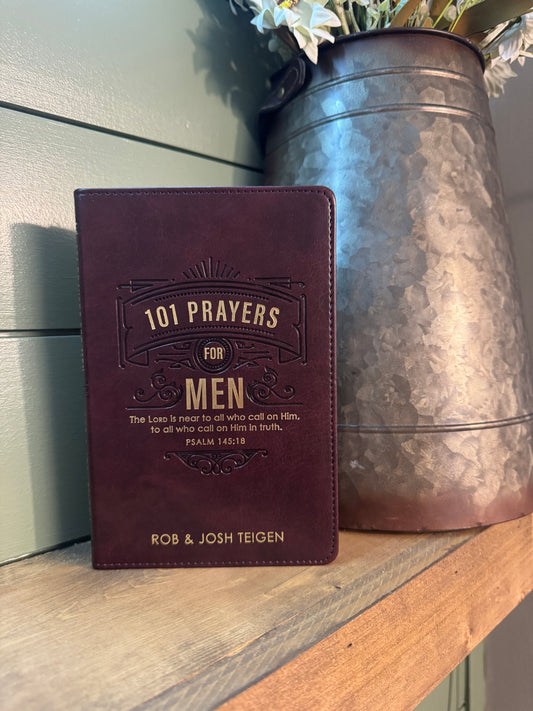 101 PRAYERS
FOR
MEN
The LORD is near to all who call on Him,
to all who call on Him in truth.
PSALM 145:18
ROB & JOSH TEIGEN